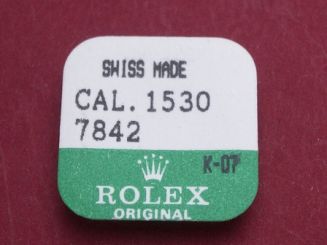 SWISS MADE
CAL. 1530
7842
K-07
ROLEX
ORIGINAL